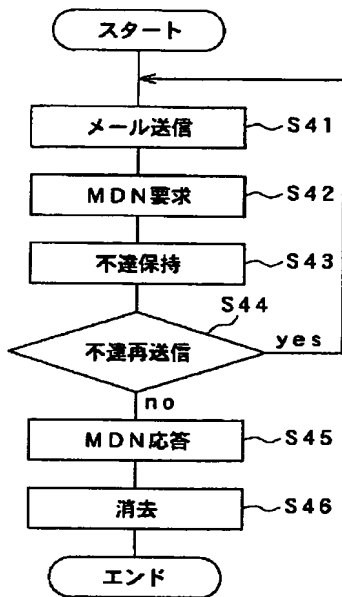 スタート
メール送信 S41
MDN要求 S42
不達保持 S43
S44
不達再送信 yes
no
MDN応答 S45
消去 S46
エンド